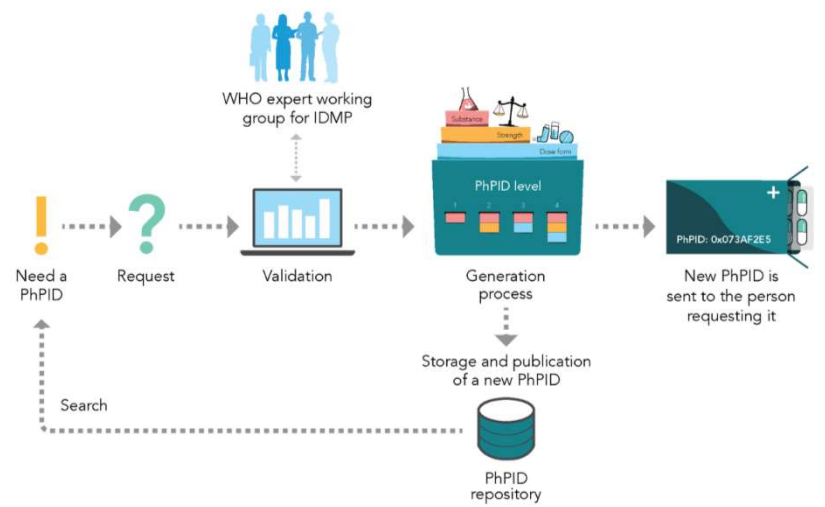 WHO expert working
group for IDMP
Substance
Strength
Dose form
PhPID level
1 2 3 4
PhPID: 0x073AF2E5
Need a
PhPID
Request
Validation
Generation
process
New PhPID is
sent to the person
requesting it
Storage and publication
of a new PhPID
Search
PhPID
repository